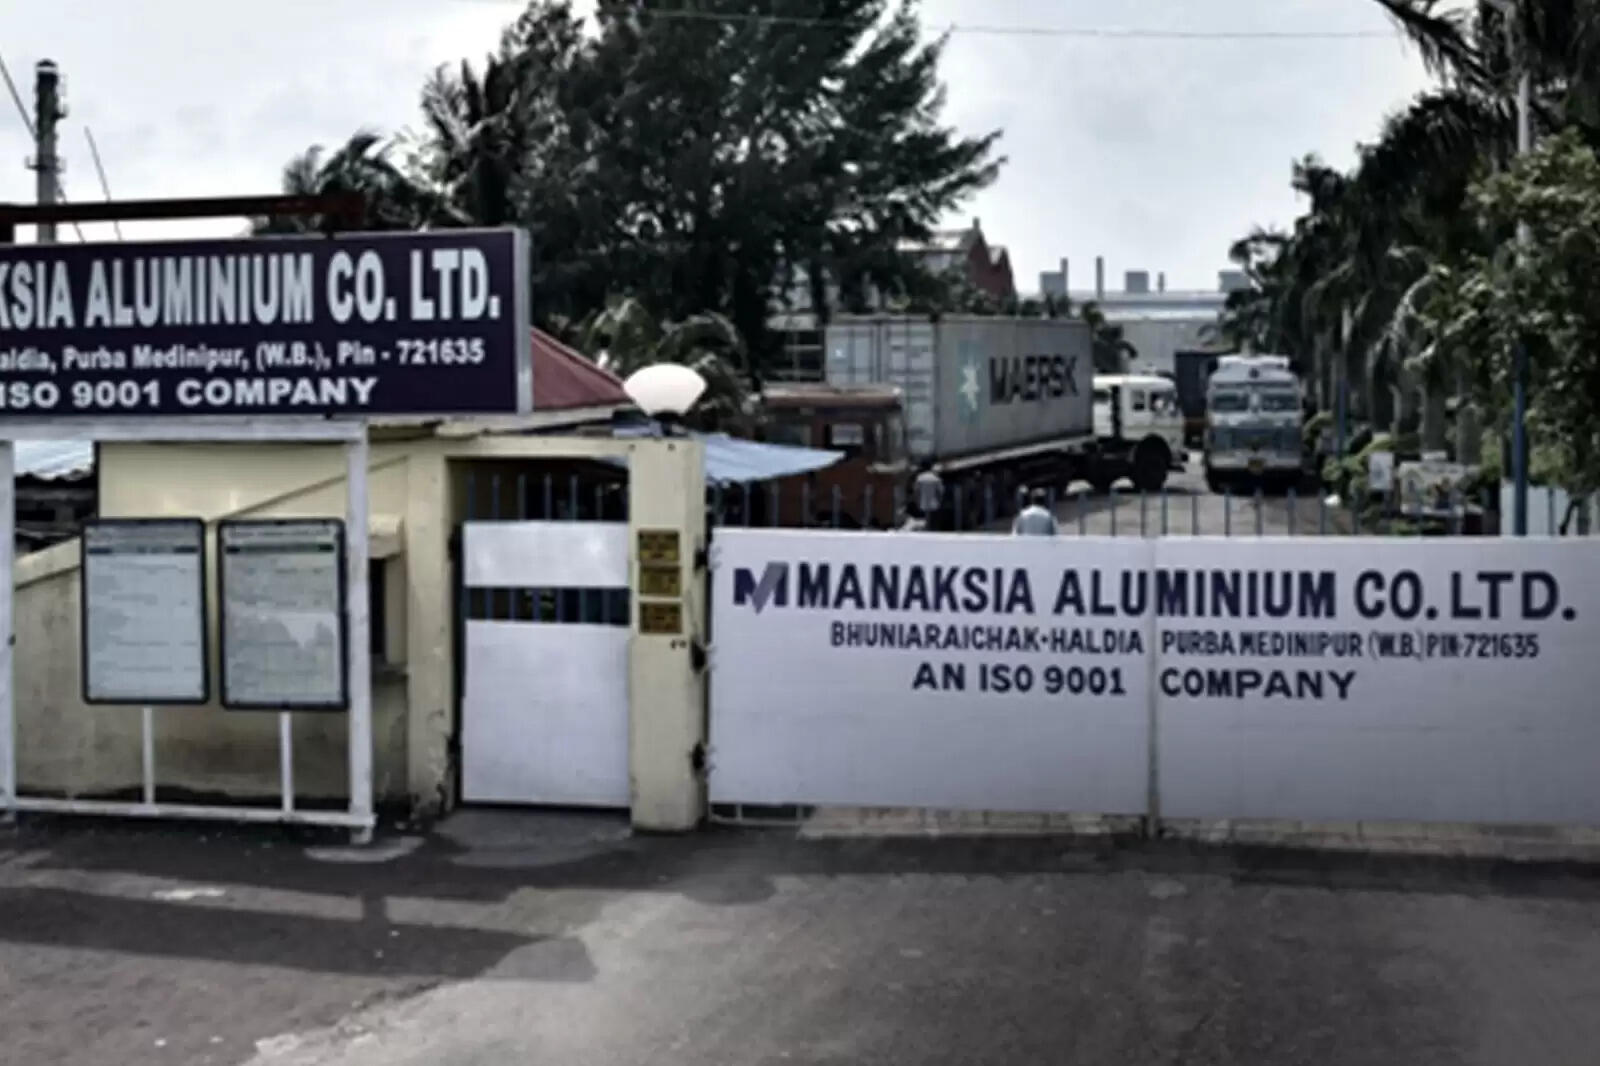 KSIA ALUMINIUM CO. LTD.
aldia, Purba Medinipur, (W.B.), Pin - 721635
ISO 9001 COMPANY
MAERSK
MANAKSIA ALUMINIUM CO. LTD.
BHUNIARAICHAK-HALDIA PURBA MEDINIPUR (W.B.) PIN-721635
AN ISO 9001 COMPANY